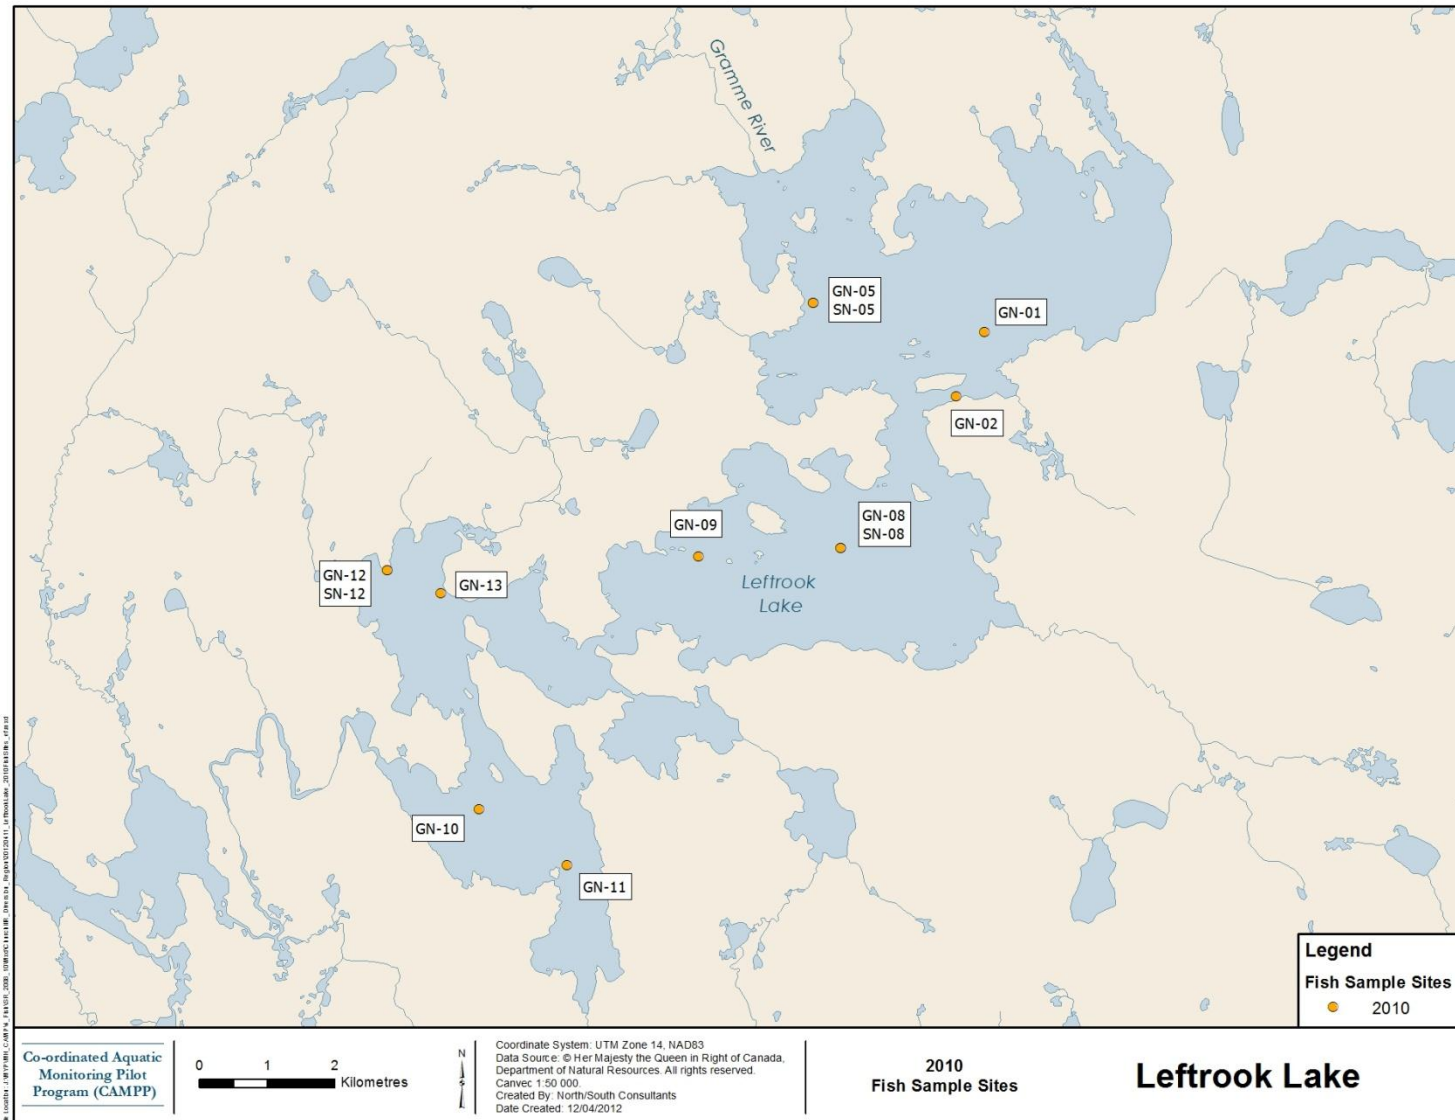 Gramme River
GN-05
SN-05
GN-01
GN-02
GN-08
SN-08
GN-09
Leftrook
Lake
GN-12
SN-12
GN-13
GN-10
GN-11
Legend
Fish Sample Sites
2010
Co-ordinated Aquatic
Monitoring Pilot
Program (CAMPP)
0 1 2
Kilometres
N
Coordinate System: UTM Zone 14, NAD83
Data Source: © Her Majesty the Queen in Right of Canada,
Department of Natural Resources. All rights reserved.
Canvec 1:50 000.
Created By: North/South Consultants
Date Created: 12/04/2012
2010
Fish Sample Sites
Leftrook Lake